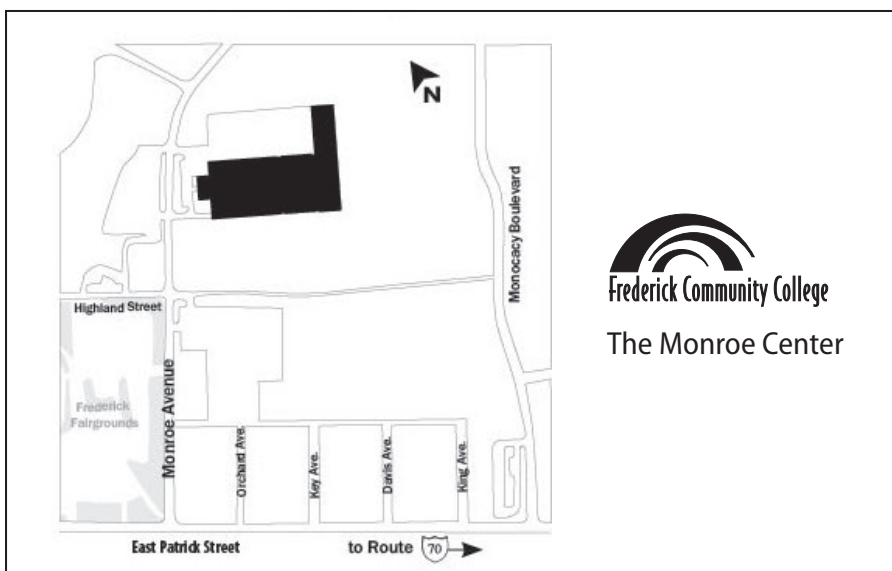 N
Monocacy Boulevard
Frederick Community College
The Monroe Center
Highland Street
Monroe Avenue
Frederick
Fairgrounds
Orchard Ave.
Key Ave.
Davis Ave.
King Ave.
East Patrick Street
to Route 70